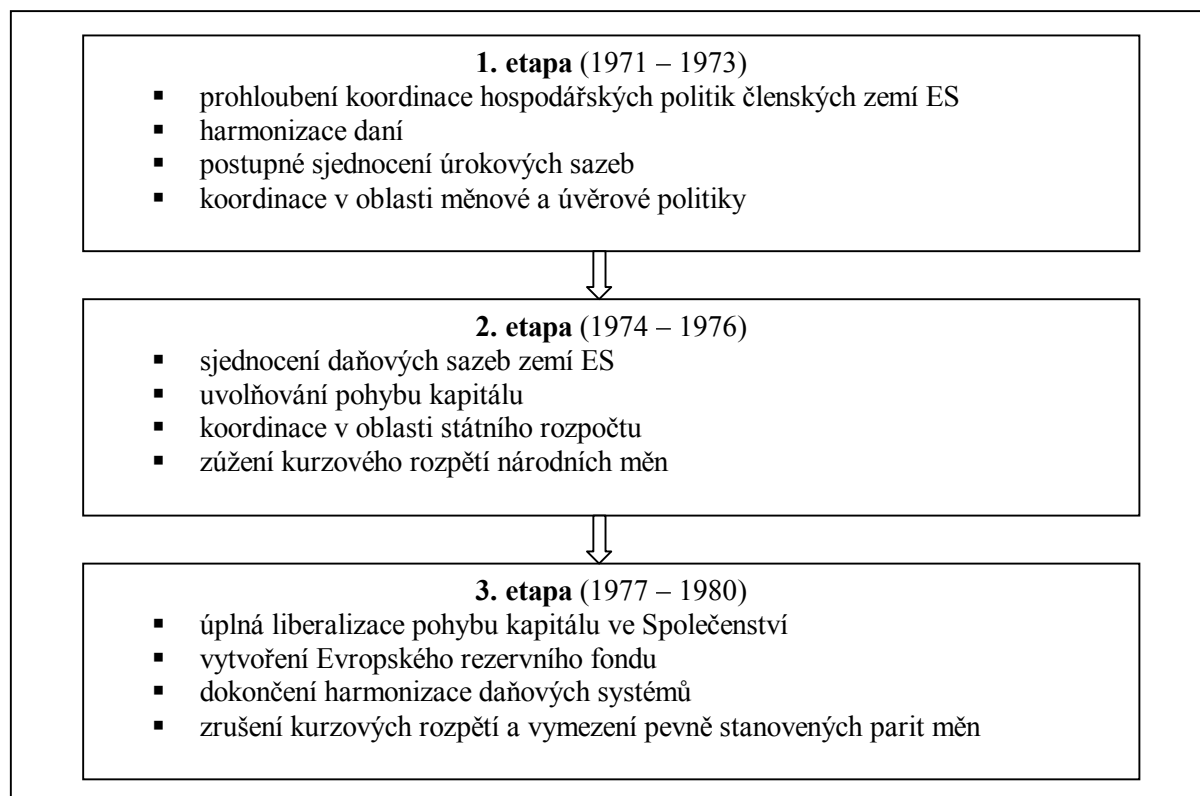 1. etapa (1971 – 1973)
▪ prohloubení koordinace hospodářských politik členských zemí ES
▪ harmonizace daní
▪ postupné sjednocení úrokových sazeb
▪ koordinace v oblasti měnové a úvěrové politiky
2. etapa (1974 – 1976)
▪ sjednocení daňových sazeb zemí ES
▪ uvolňování pohybu kapitálu
▪ koordinace v oblasti státního rozpočtu
▪ zúžení kurzového rozpětí národních měn
3. etapa (1977 – 1980)
▪ úplná liberalizace pohybu kapitálu ve Společenství
▪ vytvoření Evropského rezervního fondu
▪ dokončení harmonizace daňových systémů
▪ zrušení kurzových rozpětí a vymezení pevně stanovených parit měn